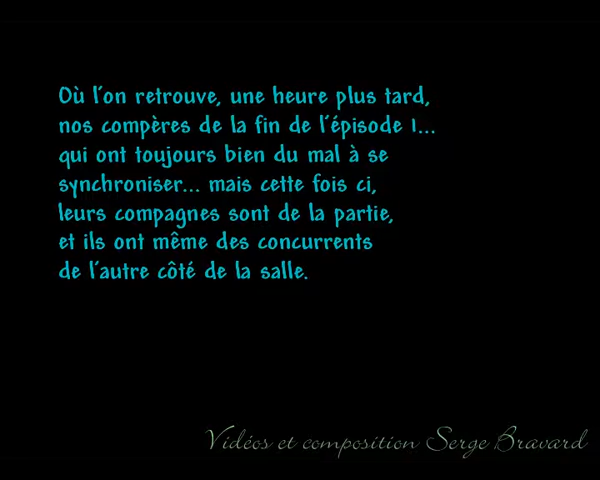 Où l'on retrouve, une heure plus tard,
nos compères de la fin de l'épisode 1...
qui ont toujours bien du mal à se
synchroniser... mais cette fois ci,
leurs compagnes sont de la partie,
et ils ont même des concurrents
de l'autre côté de la salle.
Vidéos et composition Serge Bravard